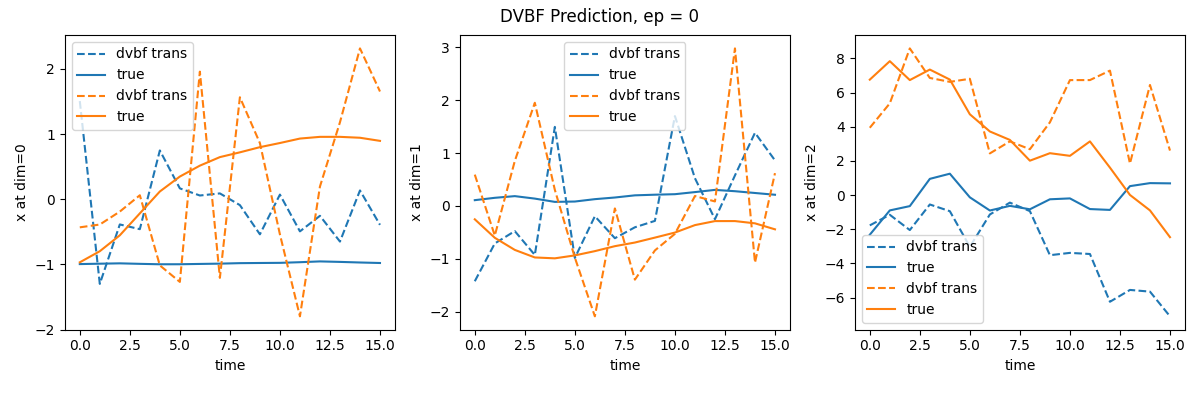 DVBF Prediction, ep = 0
x at dim=0
2
1
0
−1
−2
dvbf trans
true
dvbf trans
true
0.0 2.5 5.0 7.5 10.0 12.5 15.0
time
x at dim=1
3
2
1
0
−1
−2
dvbf trans
true
dvbf trans
true
0.0 2.5 5.0 7.5 10.0 12.5 15.0
time
x at dim=2
8
6
4
2
0
−2
−4
−6
dvbf trans
true
dvbf trans
true
0.0 2.5 5.0 7.5 10.0 12.5 15.0
time